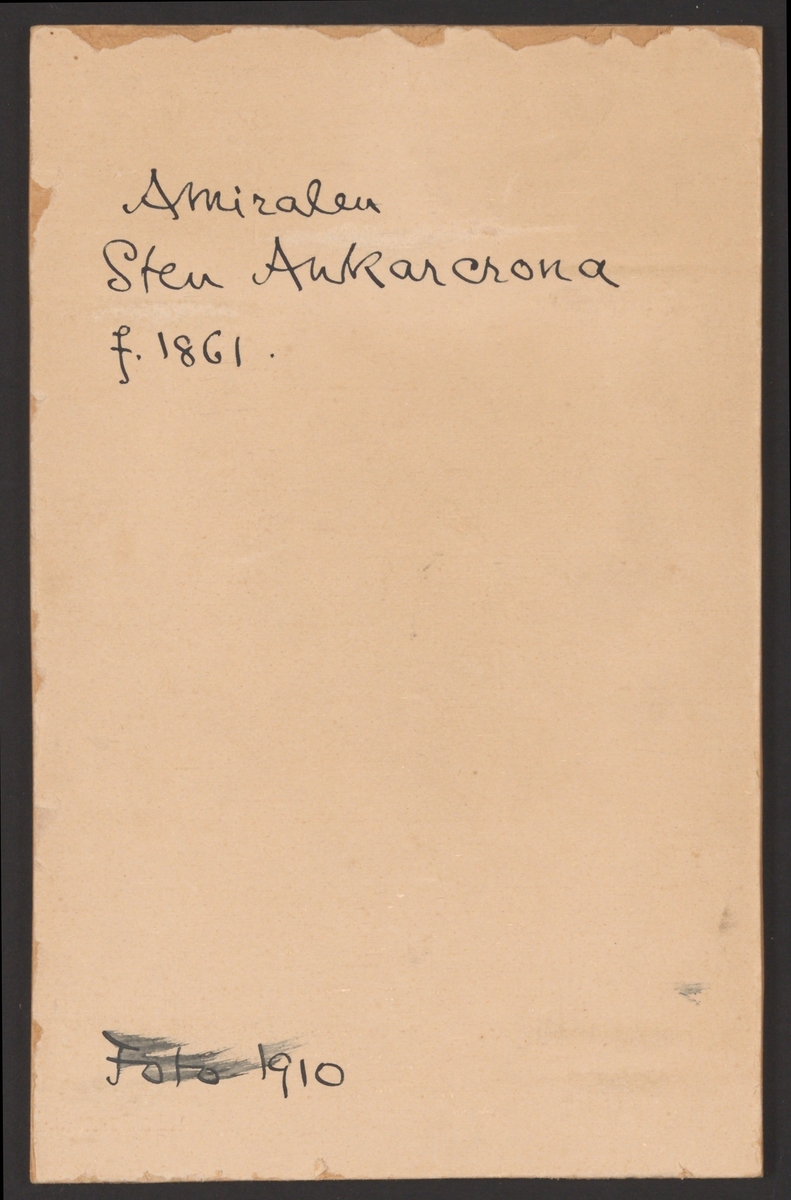 Amiralen
Sten Ankarcrona
f. 1861.
Foto 1910